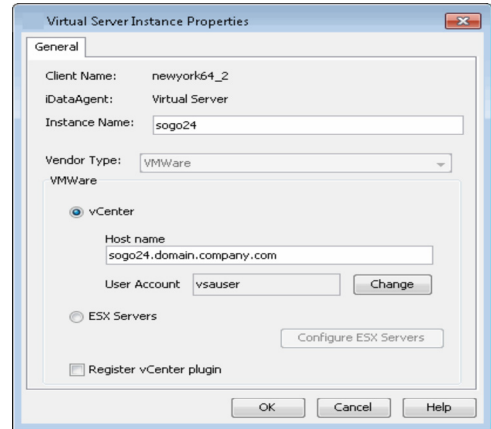 Virtual Server Instance Properties
General
Client Name: newyork64_2
iDataAgent: Virtual Server
Instance Name: sogo24
Vendor Type: VMWare
VMWare
vCenter
Host name
sogo24.domain.company.com
User Account vsauser Change
ESX Servers
Configure ESX Servers
Register vCenter plugin
OK Cancel Help